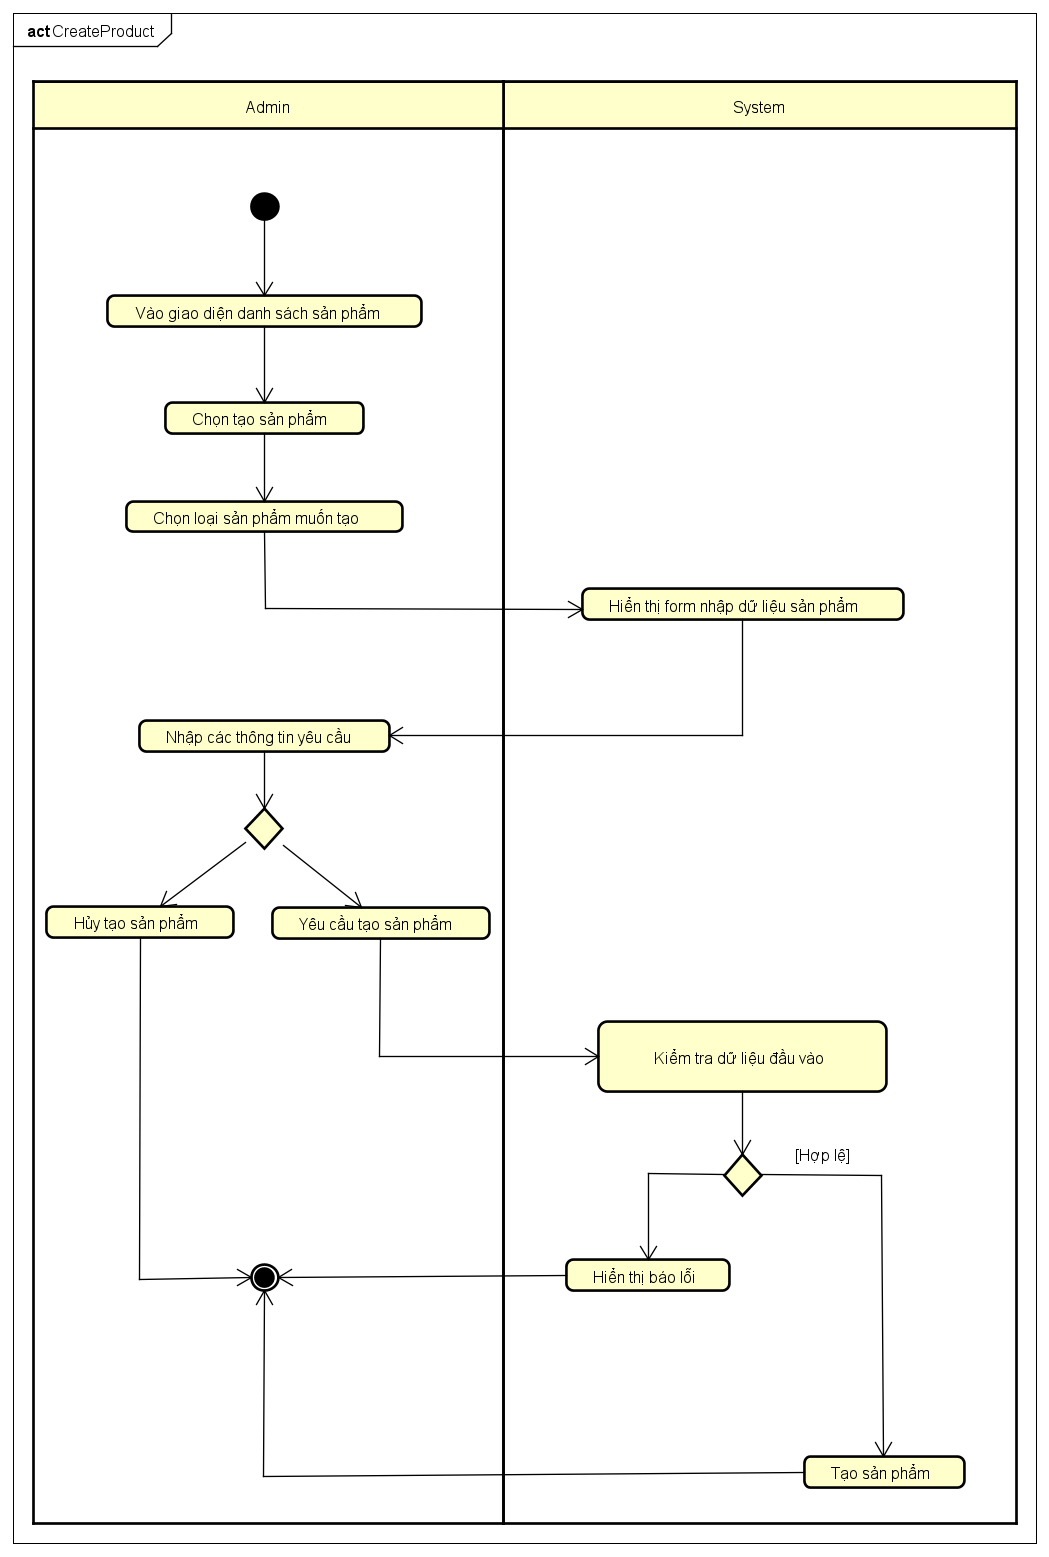 act CreateProduct
Admin
System
Vào giao diện danh sách sản phẩm
Chọn tạo sản phẩm
Chọn loại sản phẩm muốn tạo
Hiển thị form nhập dữ liệu sản phẩm
Nhập các thông tin yêu cầu
Hủy tạo sản phẩm
Yêu cầu tạo sản phẩm
Kiểm tra dữ liệu đầu vào
[Hợp lệ]
Hiển thị báo lỗi
Tạo sản phẩm